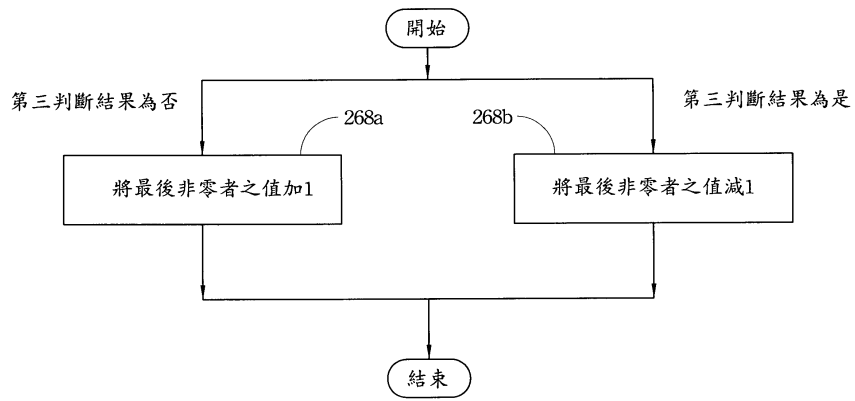 開始
第三判斷結果為否
第三判斷結果為是
268a
268b
將最後非零者之值加1
將最後非零者之值減1
結束